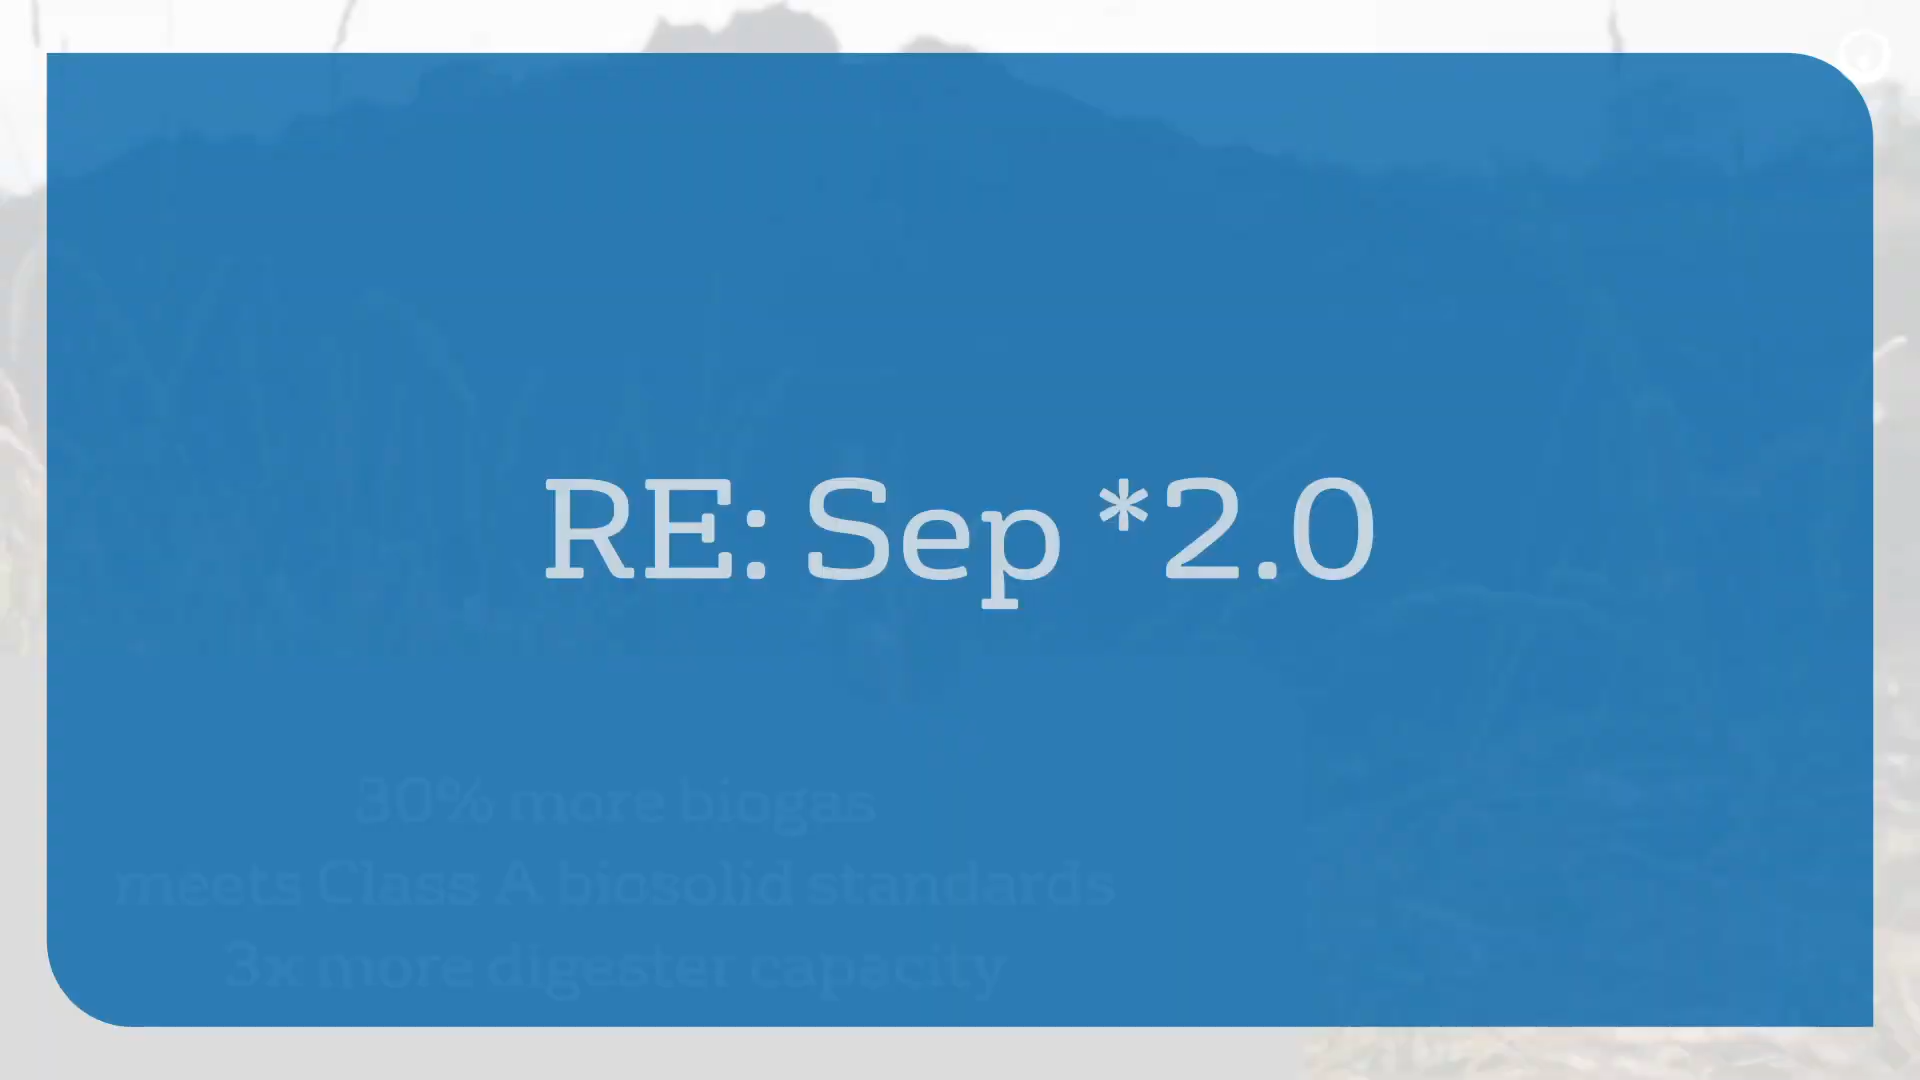 RE: Sep *2.0
30% more biogas
meets Class A biosolid standards
3x more digester capacity